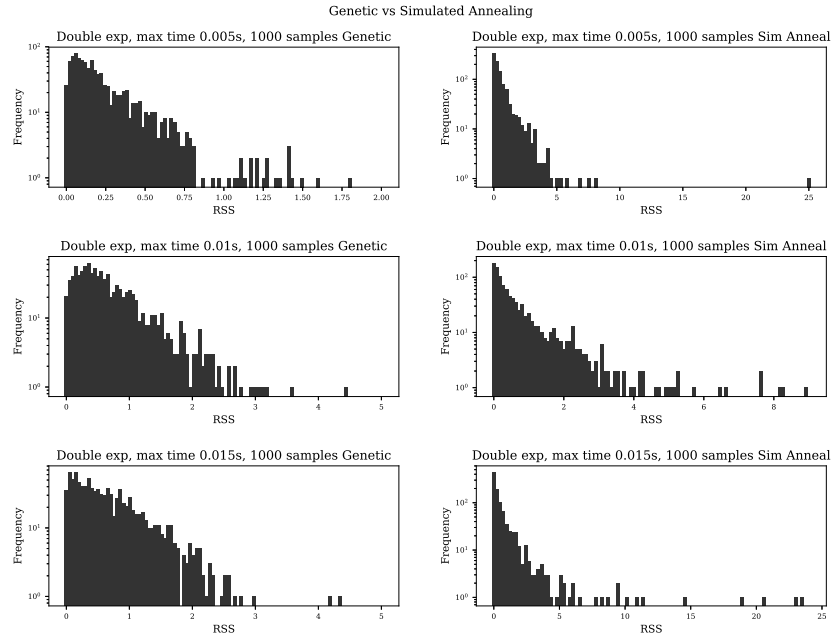 Genetic vs Simulated Annealing
Double exp, max time 0.005s, 1000 samples Genetic
Frequency
10² 10¹ 10⁰
0.00 0.25 0.50 0.75 1.00 1.25 1.50 1.75 2.00
RSS
Double exp, max time 0.005s, 1000 samples Sim Anneal
Frequency
10² 10¹ 10⁰
0 5 10 15 20 25
RSS
Double exp, max time 0.01s, 1000 samples Genetic
Frequency
10¹ 10⁰
0 1 2 3 4 5
RSS
Double exp, max time 0.01s, 1000 samples Sim Anneal
Frequency
10² 10¹ 10⁰
0 2 4 6 8
RSS
Double exp, max time 0.015s, 1000 samples Genetic
Frequency
10¹ 10⁰
0 1 2 3 4 5
RSS
Double exp, max time 0.015s, 1000 samples Sim Anneal
Frequency
10² 10¹ 10⁰
0 5 10 15 20 25
RSS